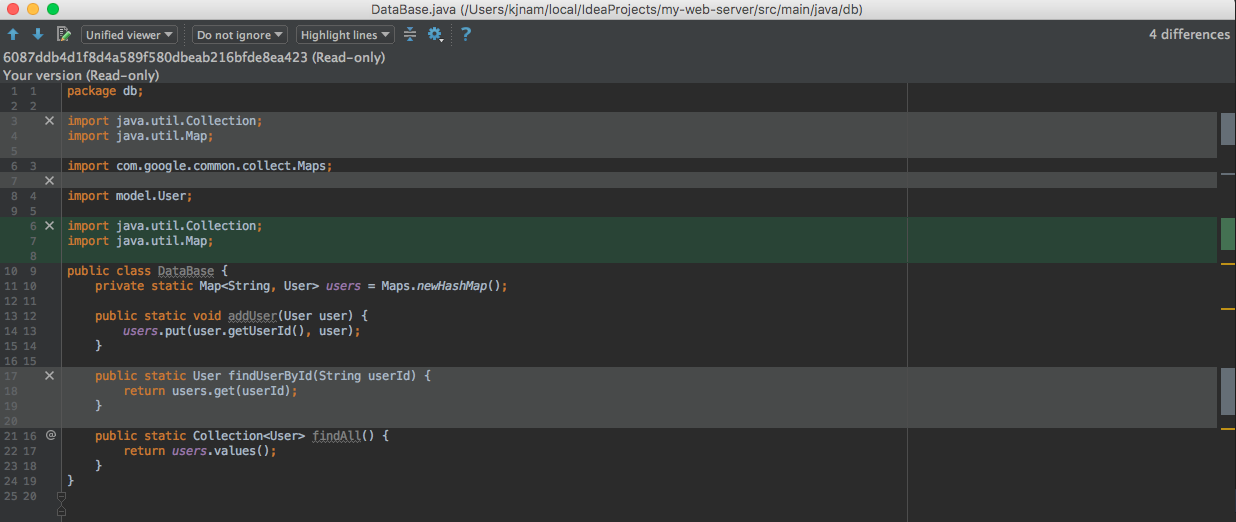 DataBase.java (/Users/kjnam/local/IdeaProjects/my-web-server/src/main/java/db)
Unified viewer Do not ignore Highlight lines ? 4 differences
6087ddb4d1f8d4a589f580dbeab216bfde8ea423 (Read-only)
Your version (Read-only)
1 1 package db;
2 2
3 import java.util.Collection;
4 import java.util.Map;
5
6 3 import com.google.common.collect.Maps;
7
8 4 import model.User;
9 5
6 import java.util.Collection;
7 import java.util.Map;
8
10 9 public class DataBase {
11 10 private static Map<String, User> users = Maps.newHashMap();
12 11
13 12 public static void addUser(User user) {
14 13 users.put(user.getUserId(), user);
15 14 }
16 15
17 public static User findUserById(String userId) {
18 return users.get(userId);
19 }
20
21 16 @ public static Collection<User> findAll() {
22 17 return users.values();
23 18 }
24 19 }
25 20